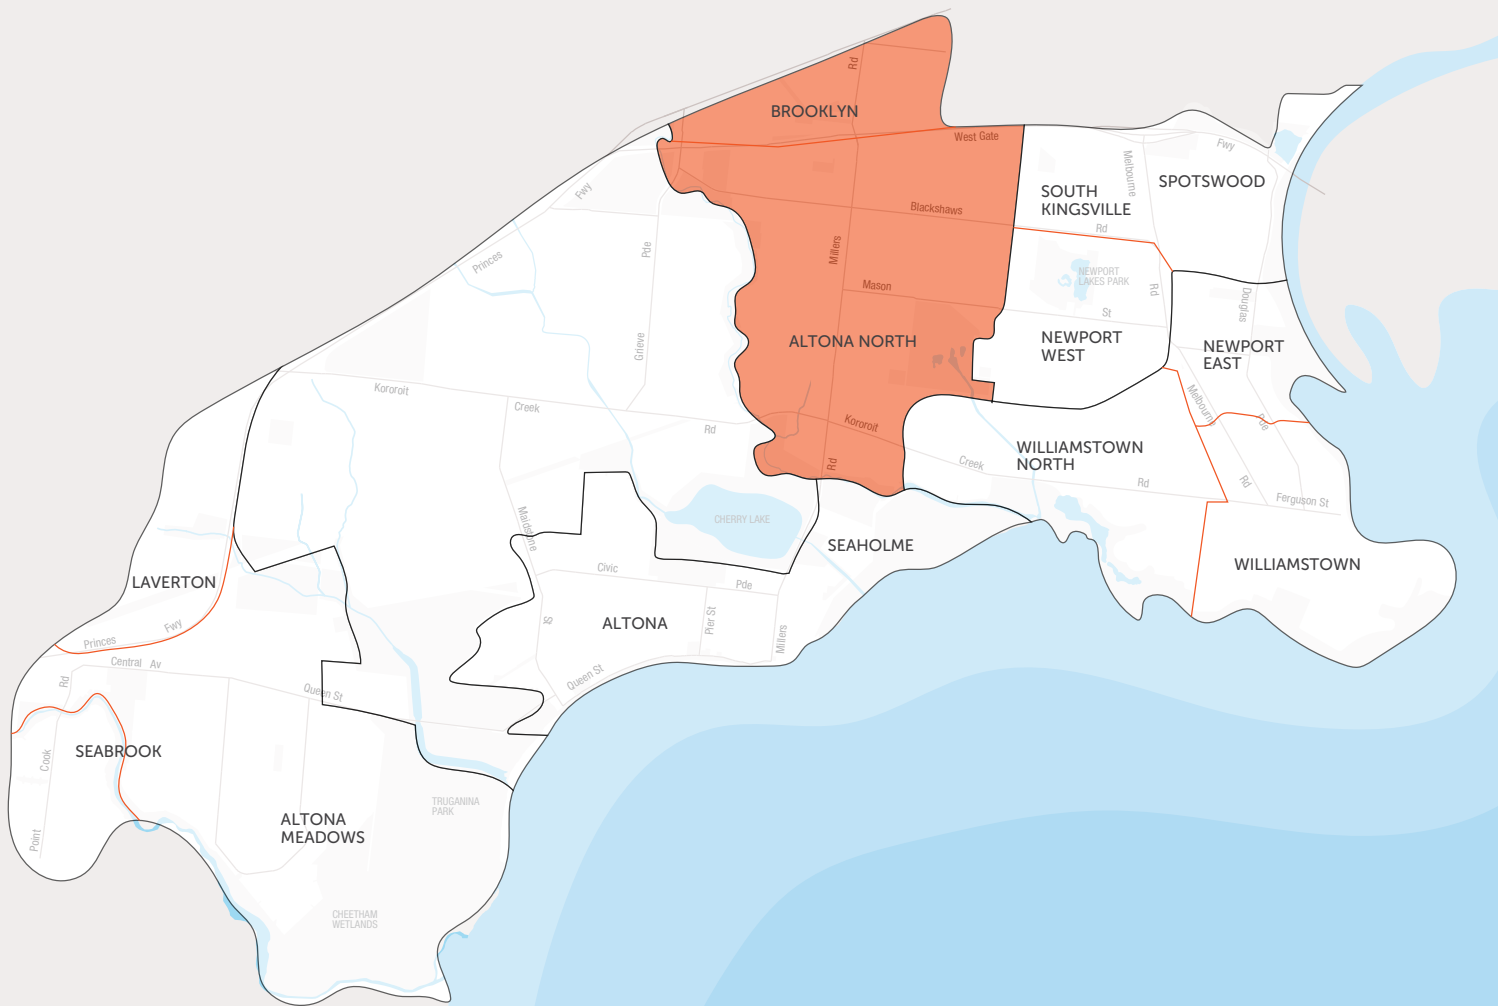 Rd
BROOKLYN
West Gate
Fwy
Melbourne
SPOTSWOOD
Fwy
SOUTH
KINGSVILLE
Blackshaws
Rd
Pde
Millers
Princes
NEWPORT
LAKES PARK
Rd
Douglas
Mason
St
ALTONA NORTH
NEWPORT
WEST
NEWPORT
EAST
Grieve
Kororoit
Creek
Rd
Kororoit
Melbourne
Pde
WILLIAMSTOWN
NORTH
Creek
Rd
Rd
Rd
Ferguson St
Maidstone
CHERRY LAKE
SEAHOLME
WILLIAMSTOWN
LAVERTON
Civic
Pde
St
ALTONA
Pier St
Millers
Princes
Fwy
Central Av
Rd
Queen St
Queen St
SEABROOK
Cook
Point
TRUGANINA
PARK
ALTONA
MEADOWS
CHEETHAM
WETLANDS